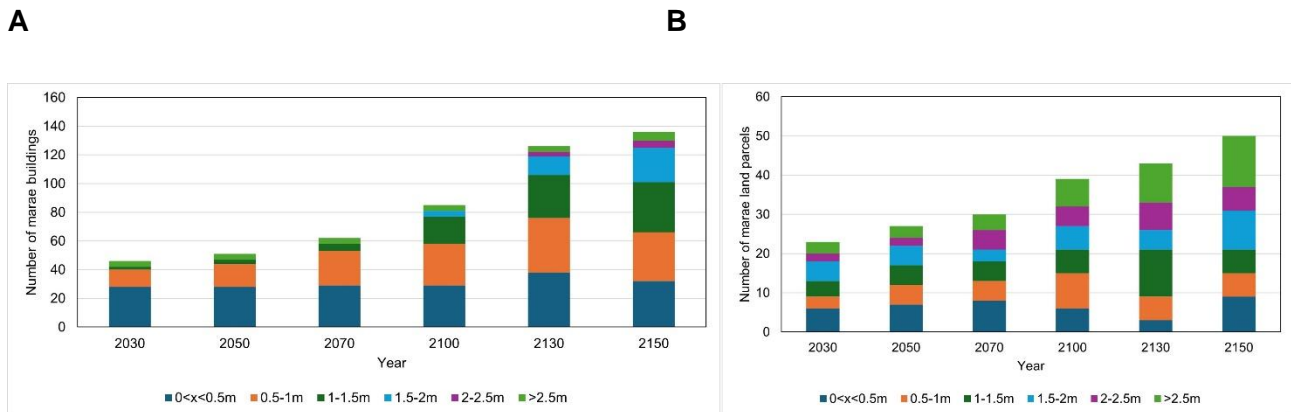 A
B
160
140
120
100
80
60
40
20
0
Number of marae buildings
2030 2050 2070 2100 2130 2150
Year
0<x<0.5m 0.5-1m 1-1.5m 1.5-2m 2-2.5m >2.5m
60
50
40
30
20
10
0
Number of marae land parcels
2030 2050 2070 2100 2130 2150
Year
0<x<0.5m 0.5-1m 1-1.5m 1.5-2m 2-2.5m >2.5m